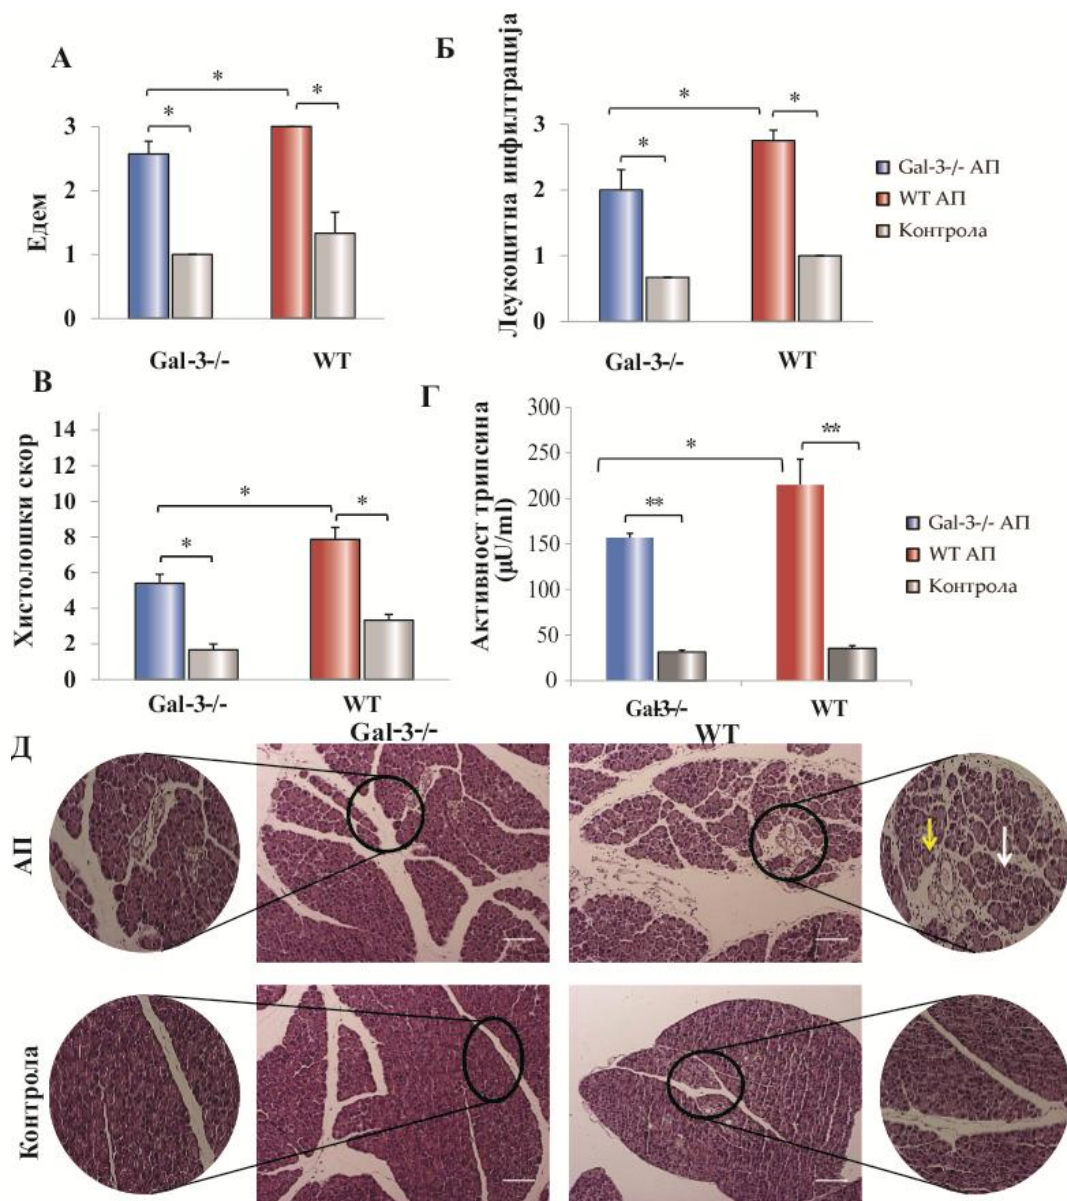 А
*
*
*
Едем
3
2
1
0
Gal-3-/-
WT
Б
*
*
*
Леукоцитна инфилтрација
3
2
1
0
Gal-3-/-
WT
Gal-3-/- АП
WT АП
Контрола
В
*
*
*
Хистолошки скор
14
12
10
8
6
4
2
0
Gal-3-/-
WT
Г
*
**
**
Активност трипсина
(µU/ml)
300
250
200
150
100
50
0
Gal-3-/-
WT
Gal-3-/- АП
WT АП
Контрола
Д
Gal-3-/-
WT
АП
Контрола